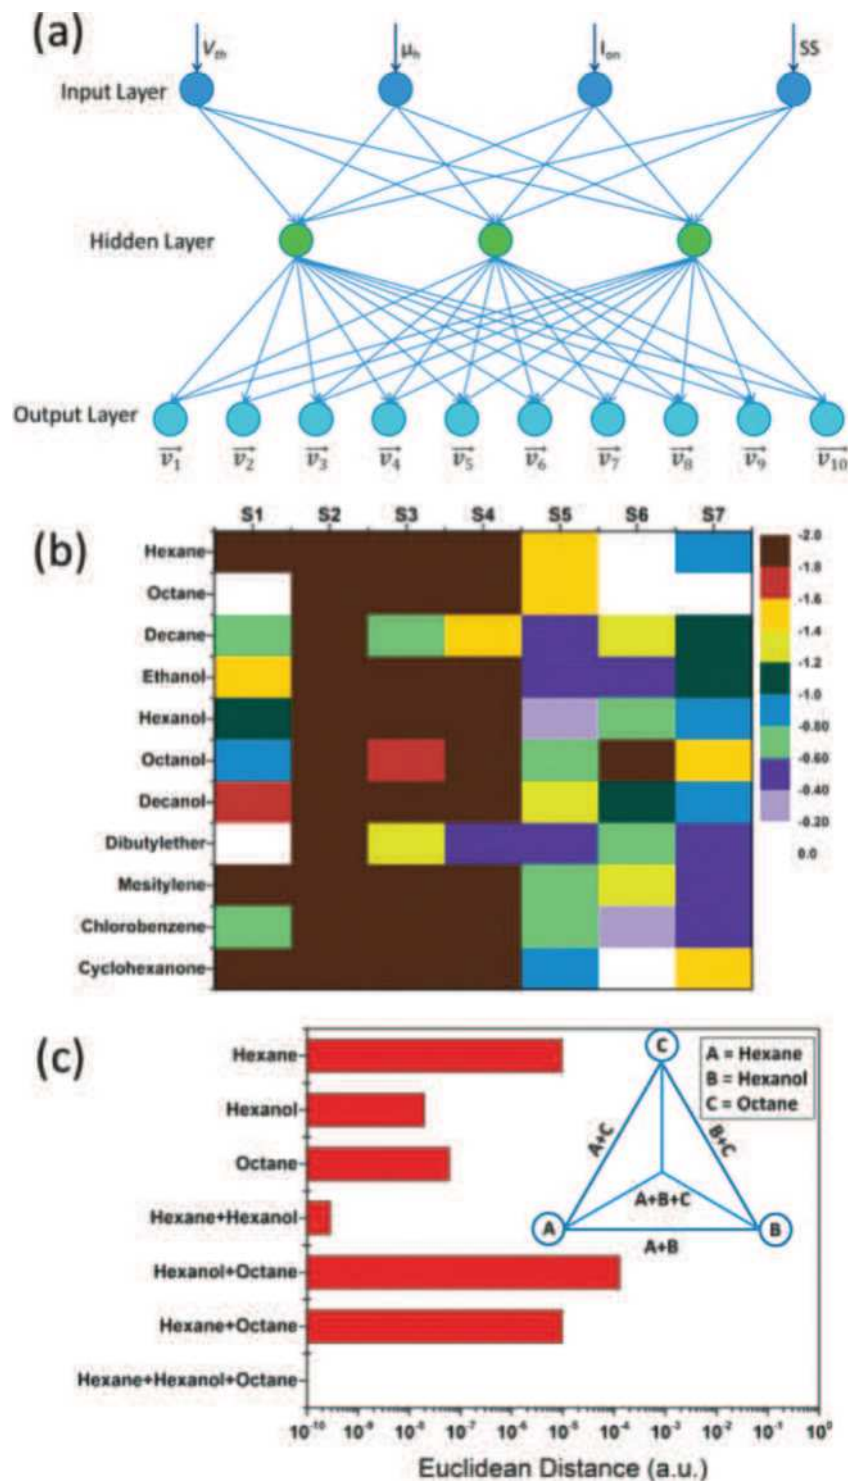 (a)
V_th μ_h I_on SS
Input Layer
Hidden Layer
Output Layer
v₁ v₂ v₃ v₄ v₅ v₆ v₇ v₈ v₉ v₁₀
(b)
S1 S2 S3 S4 S5 S6 S7
Hexane
Octane
Decane
Ethanol
Hexanol
Octanol
Decanol
Dibutylether
Mesitylene
Chlorobenzene
Cyclohexanone
-2.0
-1.8
-1.6
-1.4
-1.2
-1.0
-0.80
-0.60
-0.40
-0.20
0.0
(c)
Hexane
Hexanol
Octane
Hexane+Hexanol
Hexanol+Octane
Hexane+Octane
Hexane+Hexanol+Octane
C
A = Hexane
B = Hexanol
C = Octane
A+C
B+C
A+B+C
A
B
A+B
10⁻¹⁰ 10⁻⁹ 10⁻⁸ 10⁻⁷ 10⁻⁶ 10⁻⁵ 10⁻⁴ 10⁻³ 10⁻² 10⁻¹ 10⁰
Euclidean Distance (a.u.)